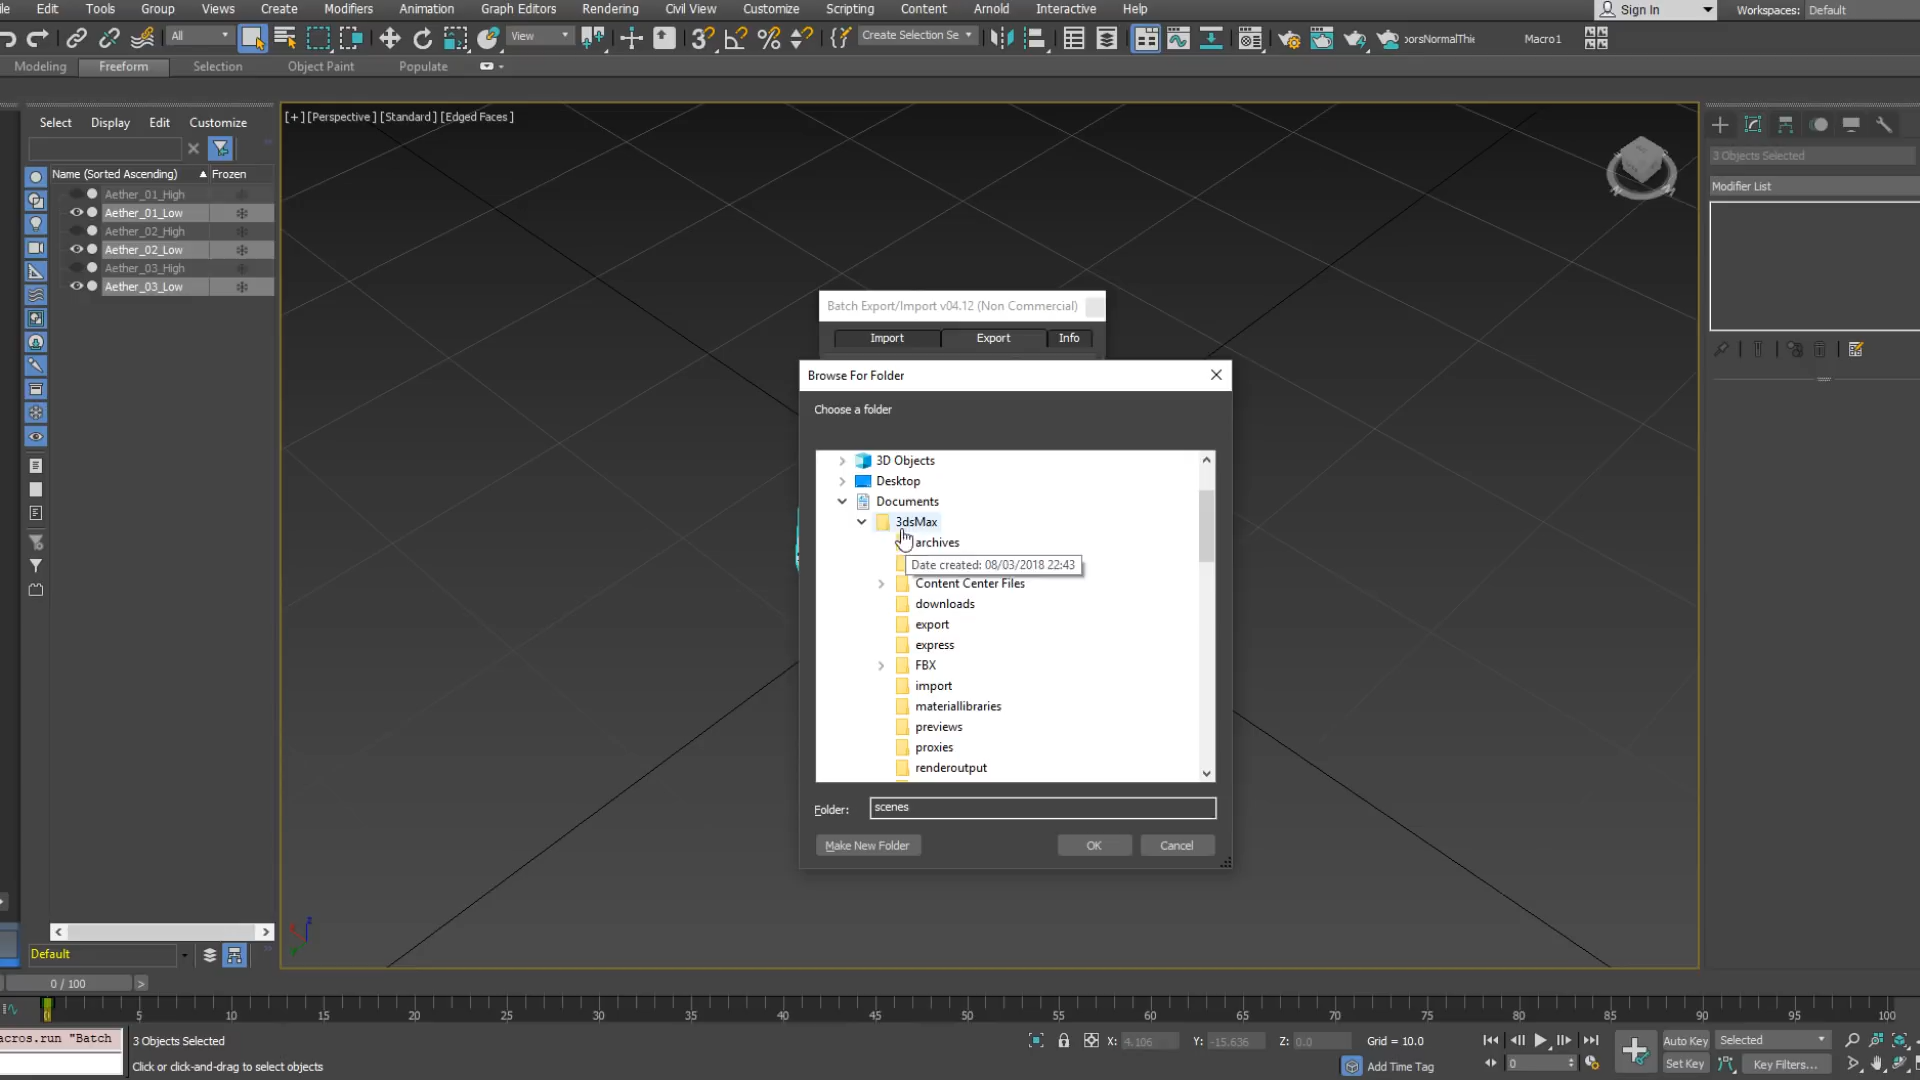 Edit Tools Group Views Create Modifiers Animation Graph Editors Rendering Civil View Customize Scripting Content Arnold Interactive Help Sign In Workspaces: Default
All View Create Selection Se Macro1
Modeling Freeform Selection Object Paint Populate
Select Display Edit Customize
[+] [Perspective] [Standard] [Edged Faces]
3 Objects Selected
Modifier List
Name (Sorted Ascending) Frozen
Aether_01_High
Aether_01_Low
Aether_02_High
Aether_02_Low
Aether_03_High
Aether_03_Low
Batch Export/Import v04.12 (Non Commercial)
Import Export Info
Browse For Folder
Choose a folder
3D Objects
Desktop
Documents
3dsMax
archives
Date created: 08/03/2018 22:43
Content Center Files
downloads
export
express
FBX
import
materiallibraries
previews
proxies
renderoutput
Folder: scenes
Make New Folder OK Cancel
Default
0 / 100
0 5 10 15 20 25 30 35 40 45 50 55 60 65 70 75 80 85 90 95 100
acros.run "Batch
3 Objects Selected
X: 4.106 Y: -15.636 Z: 0.0 Grid = 10.0
Auto Key Selected
Click or click-and-drag to select objects
Add Time Tag
0
Set Key Key Filters...